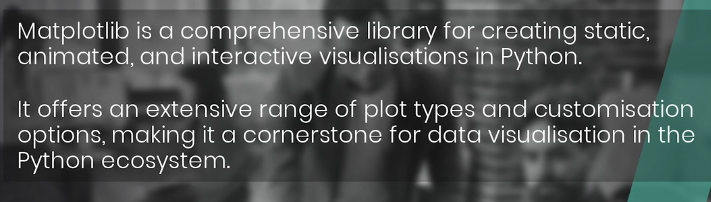 Matplotlib is a comprehensive library for creating static,
animated, and interactive visualisations in Python.
It offers an extensive range of plot types and customisation
options, making it a cornerstone for data visualisation in the
Python ecosystem.